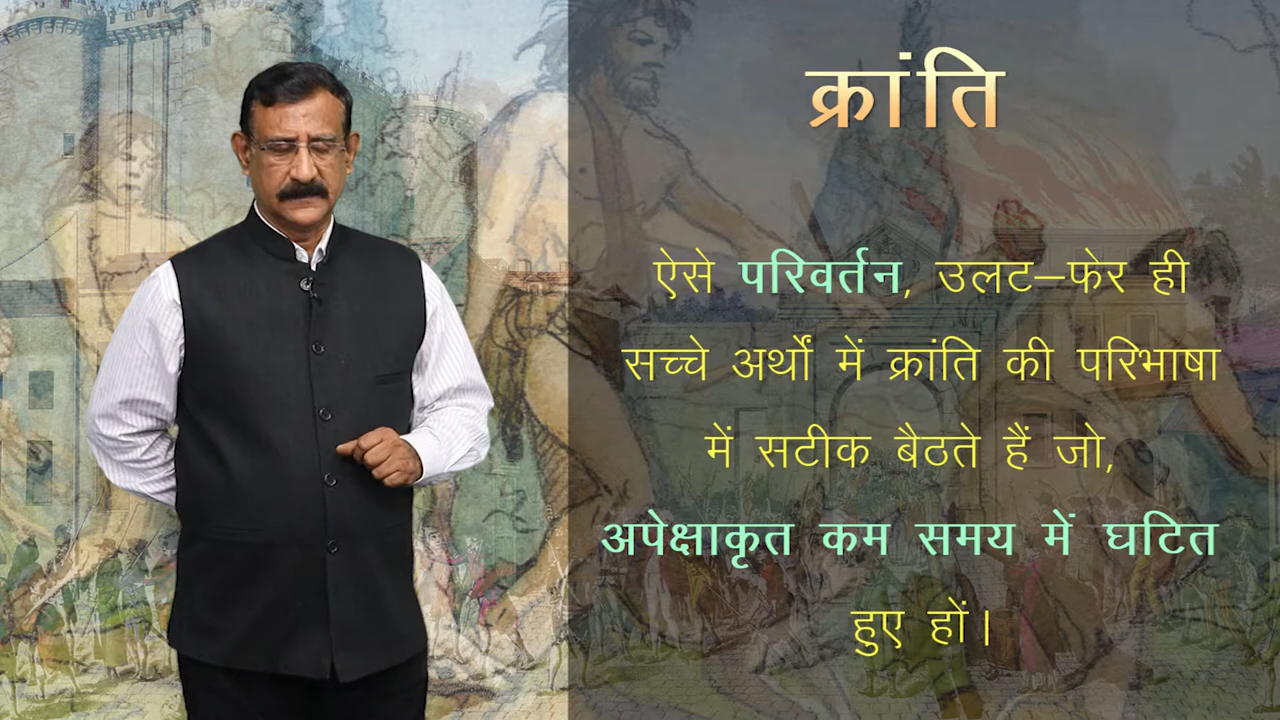 क्रांति
ऐसे परिवर्तन, उलट–फेर ही
सच्चे अर्थों में क्रांति की परिभाषा
में सटीक बैठते हैं जो,
अपेक्षाकृत कम समय में घटित
हुए हों।